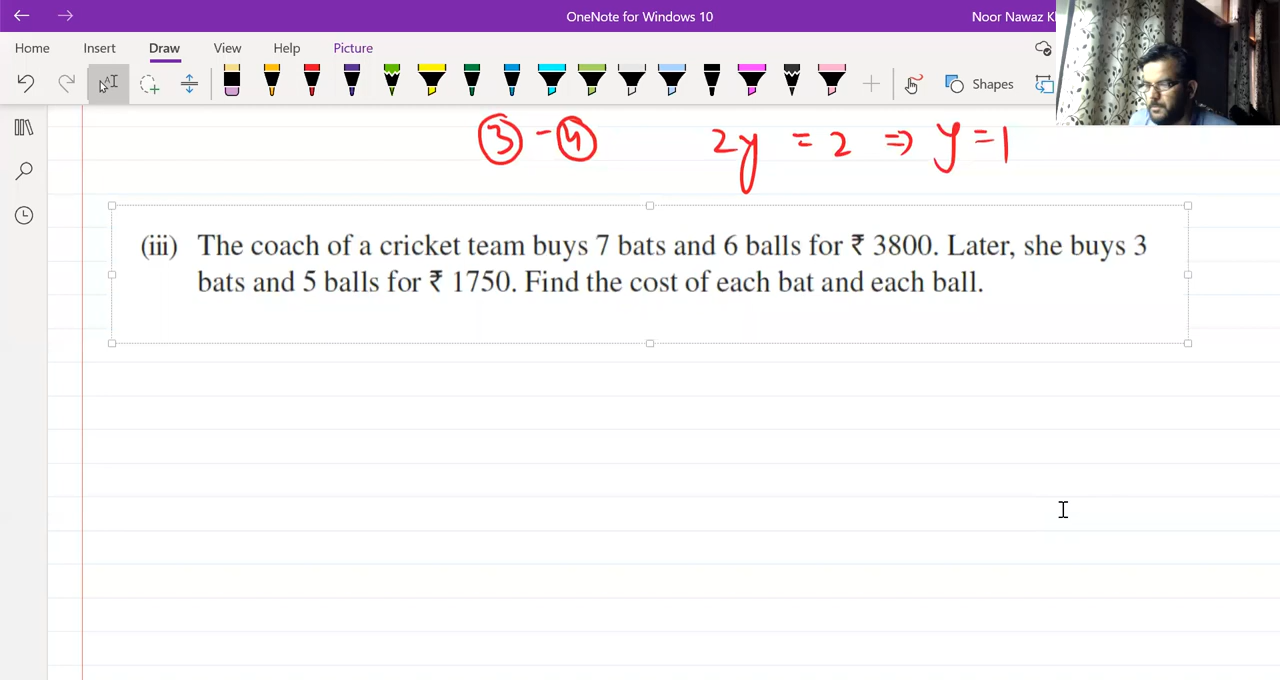 OneNote for Windows 10
Noor Nawaz
Home Insert Draw View Help Picture
Shapes
③ - ④ 2y = 2 ⇒ y = 1
(iii) The coach of a cricket team buys 7 bats and 6 balls for ₹ 3800. Later, she buys 3
bats and 5 balls for ₹ 1750. Find the cost of each bat and each ball.